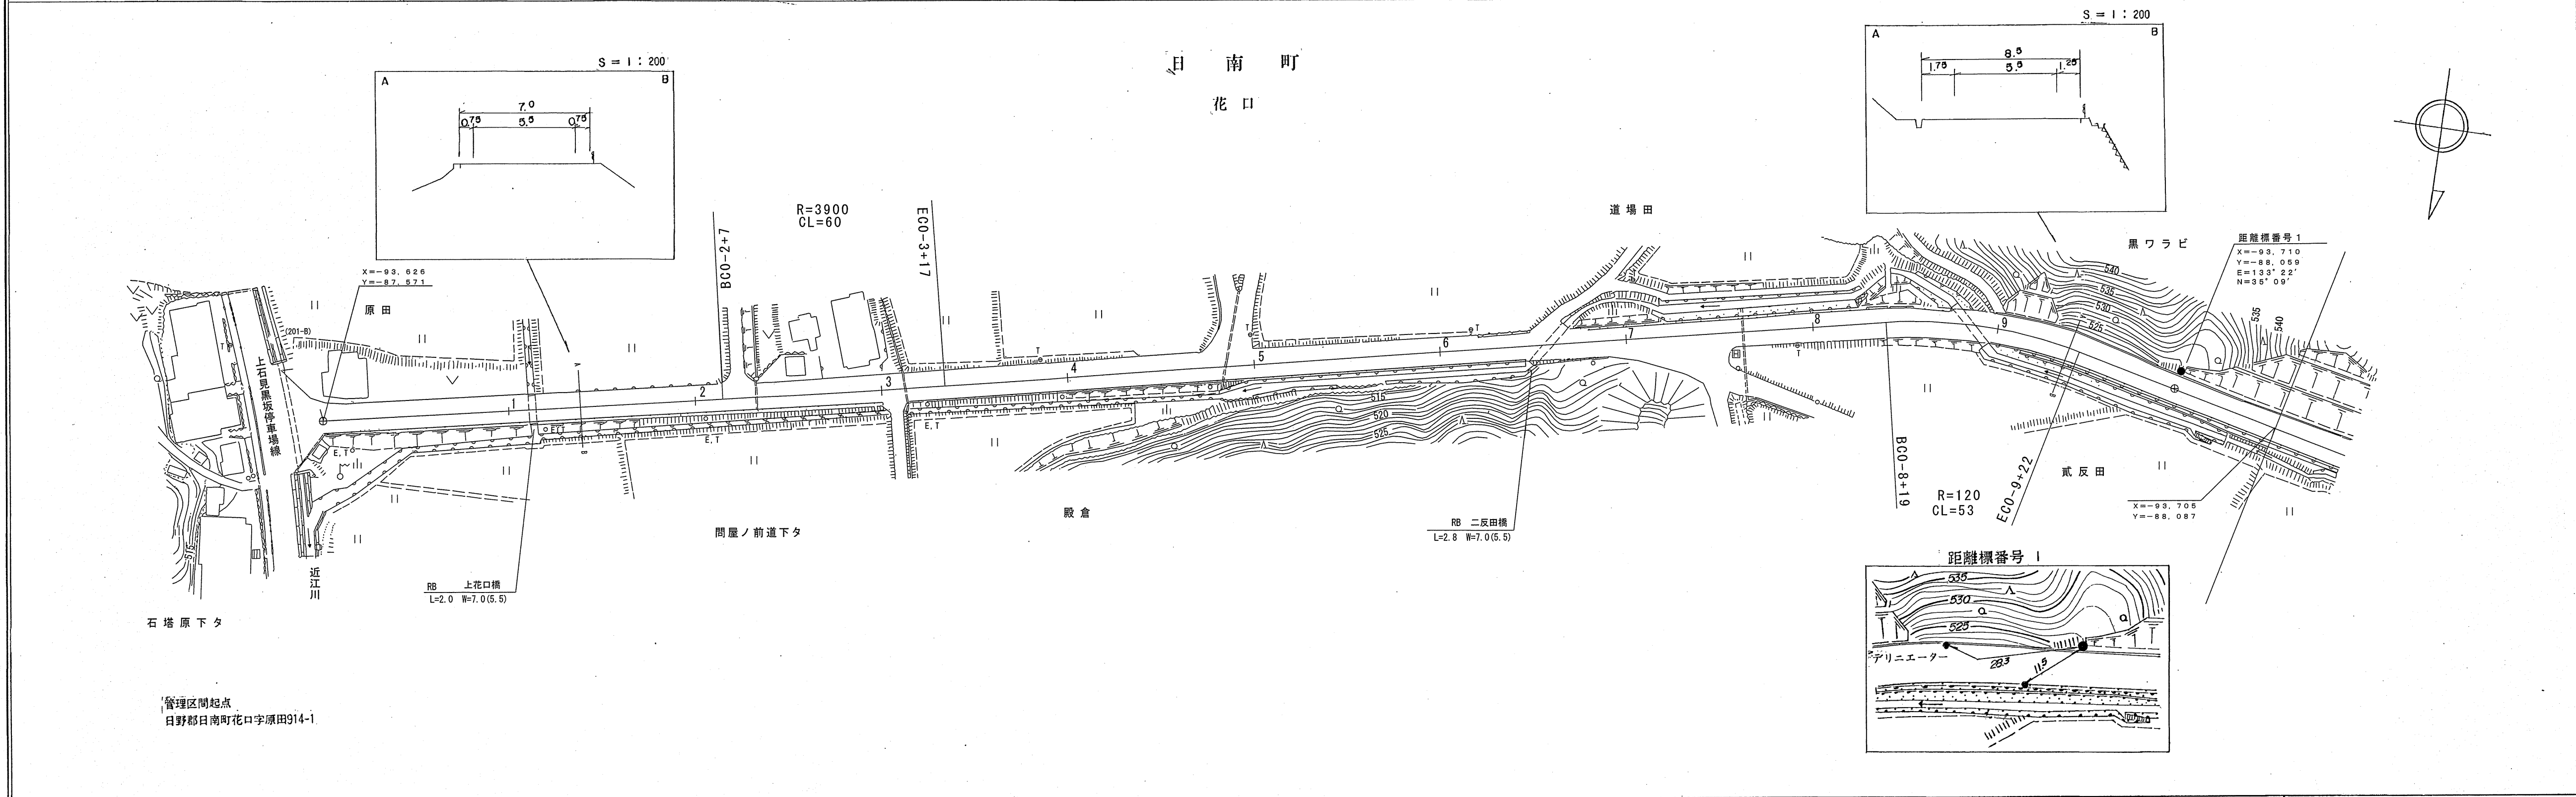 日南町
花口
S=1:200
A
B
7.0
0.75
5.5
0.75
S=1:200
A
B
8.5
1.75
5.5
1.25
R=3900
CL=60
BC0-2+7
EC0-3+17
道場田
黒ワラビ
距離標番号1
X=-93,710
Y=-88,059
E=133°22′
N=35°09′
X=-93,626
Y=-87,571
原田
(201-B)
上石見黒坂停車場線
T
E,T
A
B
E,T
E,T
T
T
T
T
H
1
2
3
4
5
6
7
8
9
515
520
525
515
540
535
530
525
535
540
BC0-8+19
R=120
CL=53
EC0-9+22
弐反田
X=-93,705
Y=-88,087
殿倉
問屋ノ前道下タ
RB 二反田橋
L=2.8 W=7.0(5.5)
RB 上花口橋
L=2.0 W=7.0(5.5)
近江川
石塔原下タ
管理区間起点
日野郡日南町花口字原田914-1
距離標番号 1
535
530
525
デリニエーター
28.3
11.5